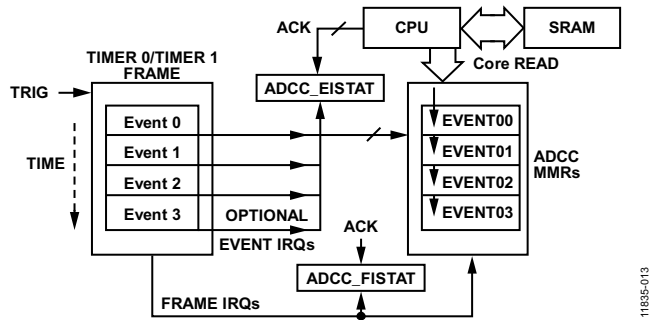 ACK
CPU
SRAM
Core READ
TIMER 0/TIMER 1
FRAME
TRIG
ADCC_EISTAT
Event 0
Event 1
Event 2
Event 3
TIME
EVENT00
EVENT01
EVENT02
EVENT03
ADCC
MMRs
OPTIONAL
EVENT IRQs
ACK
ADCC_FISTAT
FRAME IRQs
11835-013